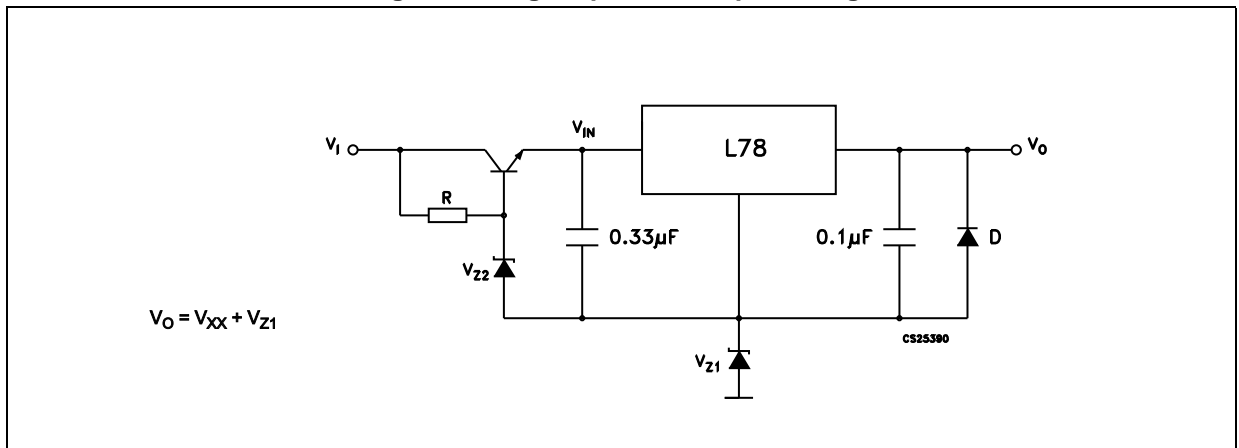 V_IN
V_I
L78
V_O
R
0.33µF
0.1µF
D
V_Z2
V_O = V_XX + V_Z1
CS25390
V_Z1